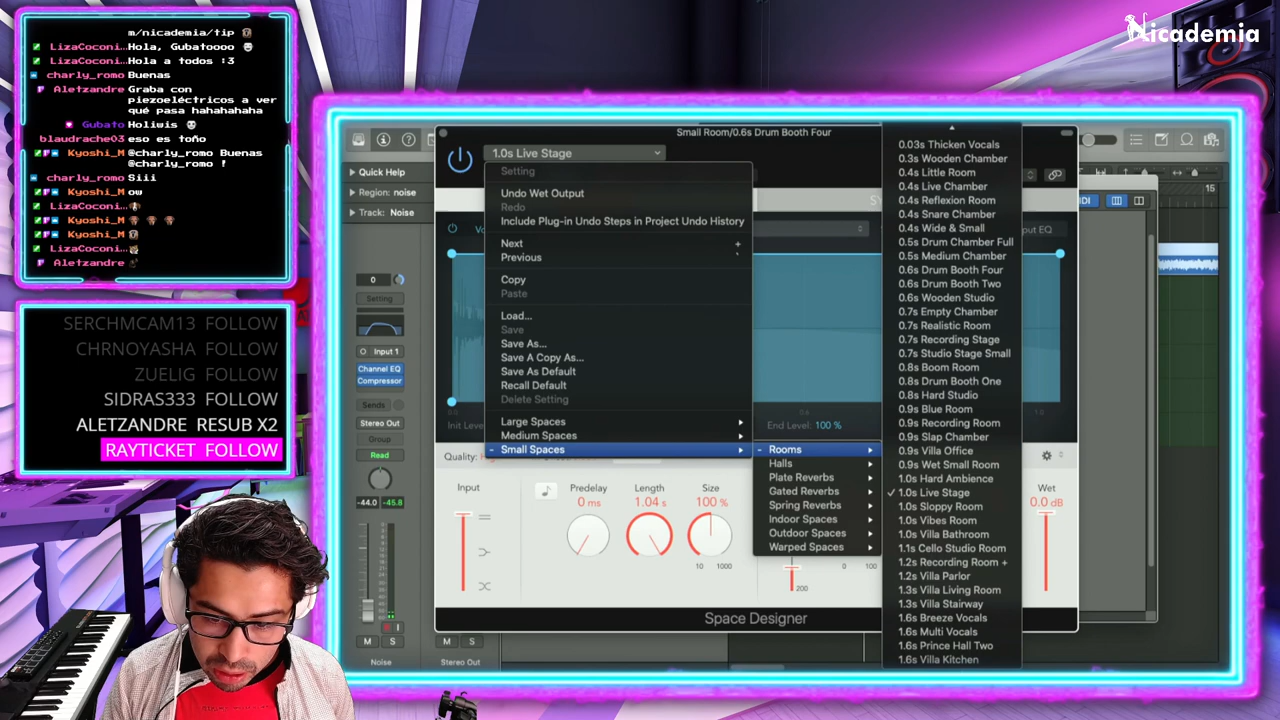 m/nicademia/tip
LizaCoconi... Hola, Gubatoooo
LizaCoconi... Hola a todos :3
charly_romo Buenas
Aletzandre Graba con
piezoeléctricos a ver
qué pasa hahahahaha
Gubato Holiwis
blaudrache03 eso es toño
Kyoshi_M @charly_romo Buenas
@charly_romo !
charly_romo Siii
Kyoshi_M ow
LizaCoconi...
Kyoshi_M
LizaCoconi...
Kyoshi_M
LizaCoconi...
Aletzandre
SERCHMCAM13 FOLLOW
CHRNOYASHA FOLLOW
ZUELIG FOLLOW
SIDRAS333 FOLLOW
ALETZANDRE RESUB X2
RAYTICKET FOLLOW
Nicademia
Quick Help
Region: noise
Track: Noise
0
Setting
Input 1
Channel EQ
Compressor
Sends
Stereo Out
Group
Read
-44.0 -45.8
M S
Noise
M S
Stereo Out
Small Room/0.6s Drum Booth Four
1.0s Live Stage
Setting
Undo Wet Output
Redo
Include Plug-in Undo Steps in Project Undo History
Next +
Previous
Copy
Paste
Load...
Save
Save As...
Save A Copy As...
Save As Default
Recall Default
Delete Setting
Large Spaces
Medium Spaces
- Small Spaces
- Rooms
Halls
Plate Reverbs
Gated Reverbs
Spring Reverbs
Indoor Spaces
Outdoor Spaces
Warped Spaces
0.03s Thicken Vocals
0.3s Wooden Chamber
0.4s Little Room
0.4s Live Chamber
0.4s Reflexion Room
0.4s Snare Chamber
0.4s Wide & Small
0.5s Drum Chamber Full
0.5s Medium Chamber
0.6s Drum Booth Four
0.6s Drum Booth Two
0.6s Wooden Studio
0.7s Empty Chamber
0.7s Realistic Room
0.7s Recording Stage
0.7s Studio Stage Small
0.8s Boom Room
0.8s Drum Booth One
0.8s Hard Studio
0.9s Blue Room
0.9s Recording Room
0.9s Slap Chamber
0.9s Villa Office
0.9s Wet Small Room
1.0s Hard Ambience
✓ 1.0s Live Stage
1.0s Sloppy Room
1.0s Vibes Room
1.0s Villa Bathroom
1.1s Cello Studio Room
1.2s Recording Room +
1.2s Villa Parlor
1.3s Villa Living Room
1.3s Villa Stairway
1.6s Breeze Vocals
1.6s Multi Vocals
1.6s Prince Hall Two
1.6s Villa Kitchen
0.0
0.6
Init Level
End Level: 100 %
Quality:
Input
Predelay
0 ms
Length
1.04 s
Size
100 %
10 1000
0 100
200
Wet
0.0 dB
Space Designer
15